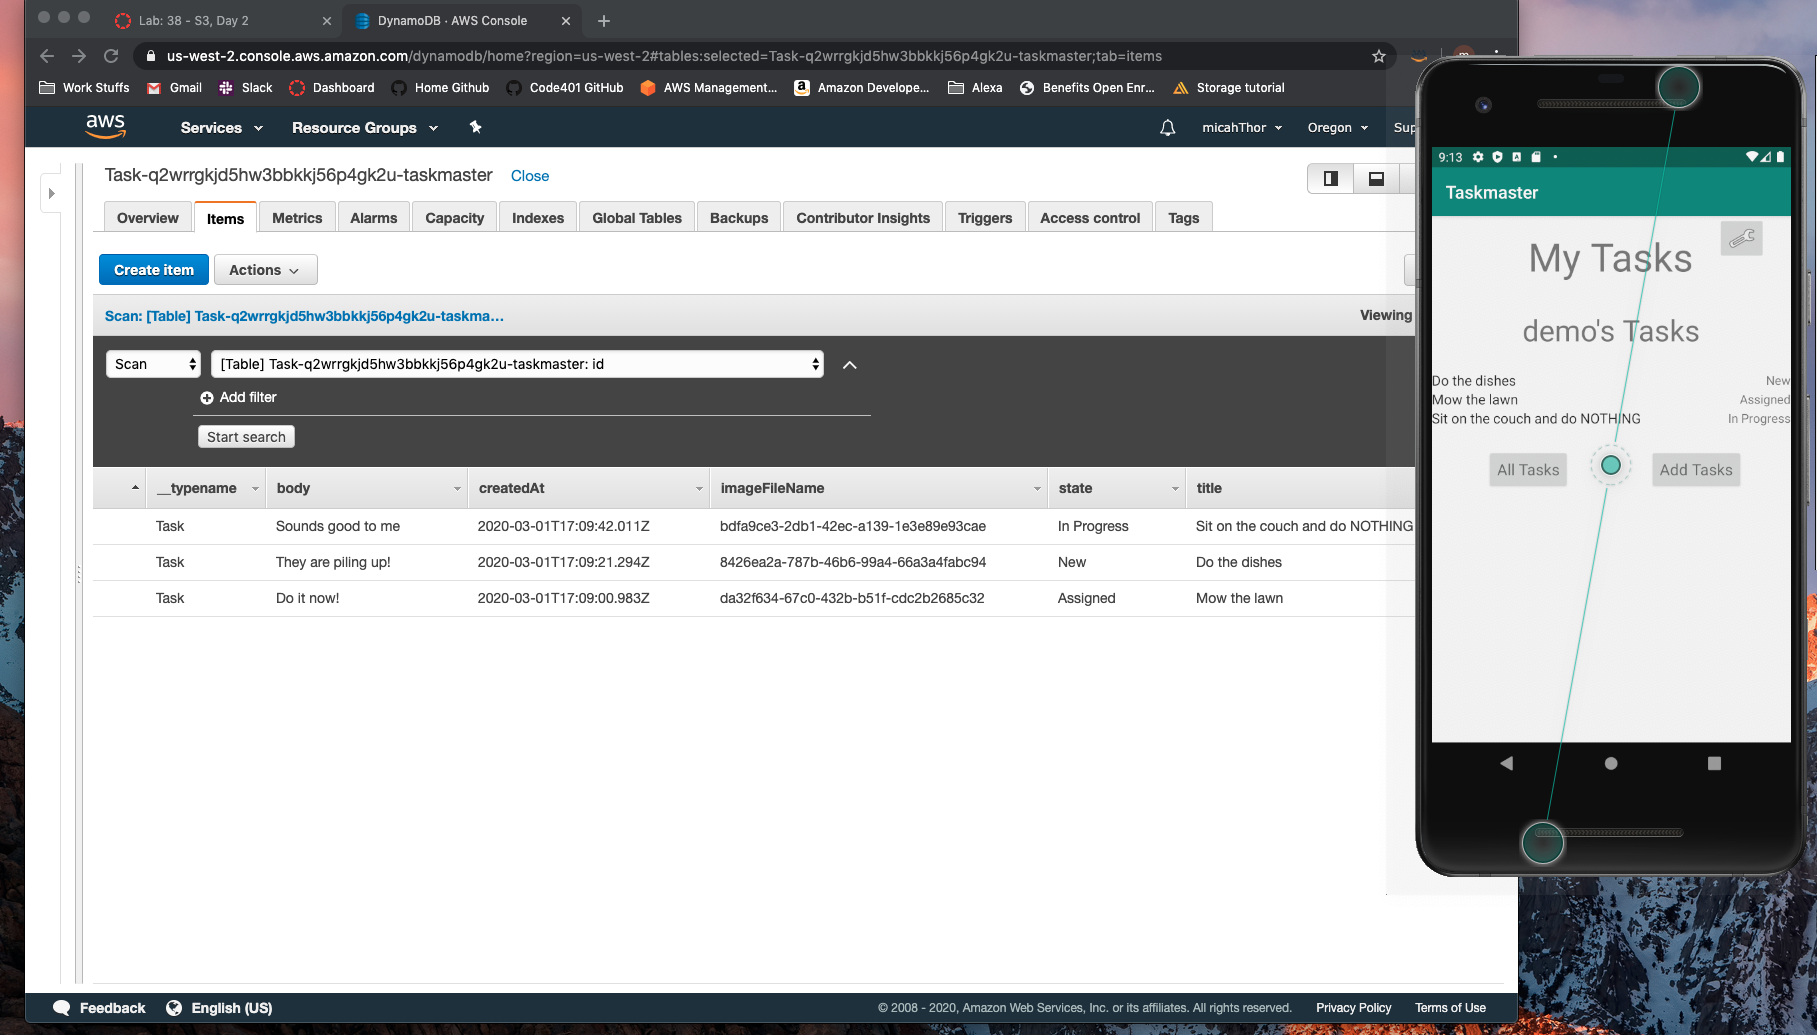 Lab: 38 - S3, Day 2
DynamoDB · AWS Console
us-west-2.console.aws.amazon.com/dynamodb/home?region=us-west-2#tables:selected=Task-q2wrrgkjd5hw3bbkkj56p4gk2u-taskmaster;tab=items
Work Stuffs Gmail Slack Dashboard Home Github Code401 GitHub AWS Management... Amazon Develope... Alexa Benefits Open Enr... Storage tutorial
aws Services Resource Groups micahThor Oregon Sup
Task-q2wrrgkjd5hw3bbkkj56p4gk2u-taskmaster Close
Overview Items Metrics Alarms Capacity Indexes Global Tables Backups Contributor Insights Triggers Access control Tags
Create item Actions
Scan: [Table] Task-q2wrrgkjd5hw3bbkkj56p4gk2u-taskma... Viewing
Scan [Table] Task-q2wrrgkjd5hw3bbkkj56p4gk2u-taskmaster: id
Add filter
Start search
__typename body createdAt imageFileName state title
Task Sounds good to me 2020-03-01T17:09:42.011Z bdfa9ce3-2db1-42ec-a139-1e3e89e93cae In Progress Sit on the couch and do NOTHING
Task They are piling up! 2020-03-01T17:09:21.294Z 8426ea2a-787b-46b6-99a4-66a3a4fabc94 New Do the dishes
Task Do it now! 2020-03-01T17:09:00.983Z da32f634-67c0-432b-b51f-cdc2b2685c32 Assigned Mow the lawn
Feedback English (US) © 2008 - 2020, Amazon Web Services, Inc. or its affiliates. All rights reserved. Privacy Policy Terms of Use
9:13
Taskmaster
My Tasks
demo's Tasks
Do the dishes New
Mow the lawn Assigned
Sit on the couch and do NOTHING In Progress
All Tasks Add Tasks